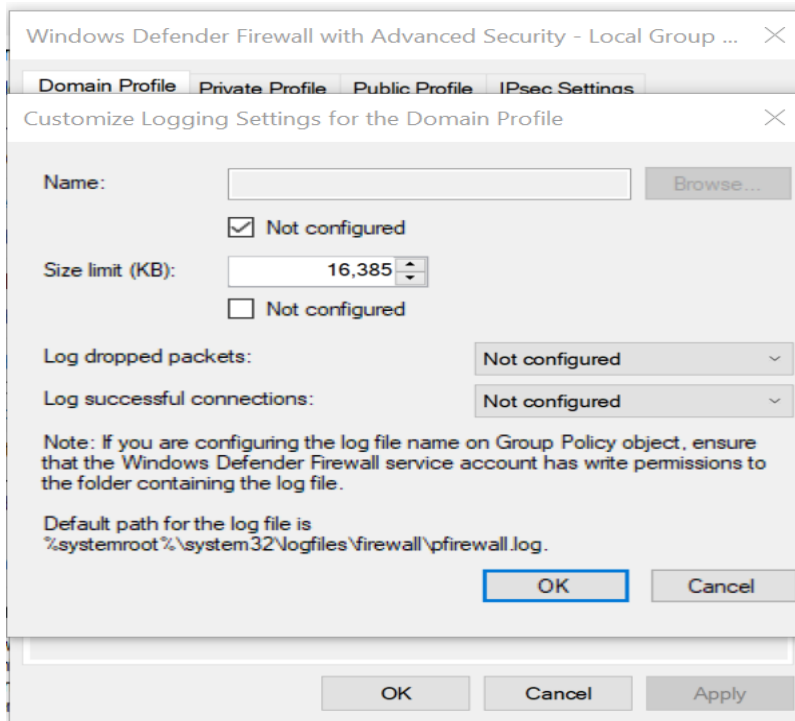 Windows Defender Firewall with Advanced Security - Local Group ...
Domain Profile Private Profile Public Profile IPsec Settings
Customize Logging Settings for the Domain Profile
Name:
Browse...
Not configured
Size limit (KB): 16,385
Not configured
Log dropped packets: Not configured
Log successful connections: Not configured
Note: If you are configuring the log file name on Group Policy object, ensure
that the Windows Defender Firewall service account has write permissions to
the folder containing the log file.
Default path for the log file is
%systemroot%\system32\logfiles\firewall\pfirewall.log.
OK Cancel
OK Cancel Apply